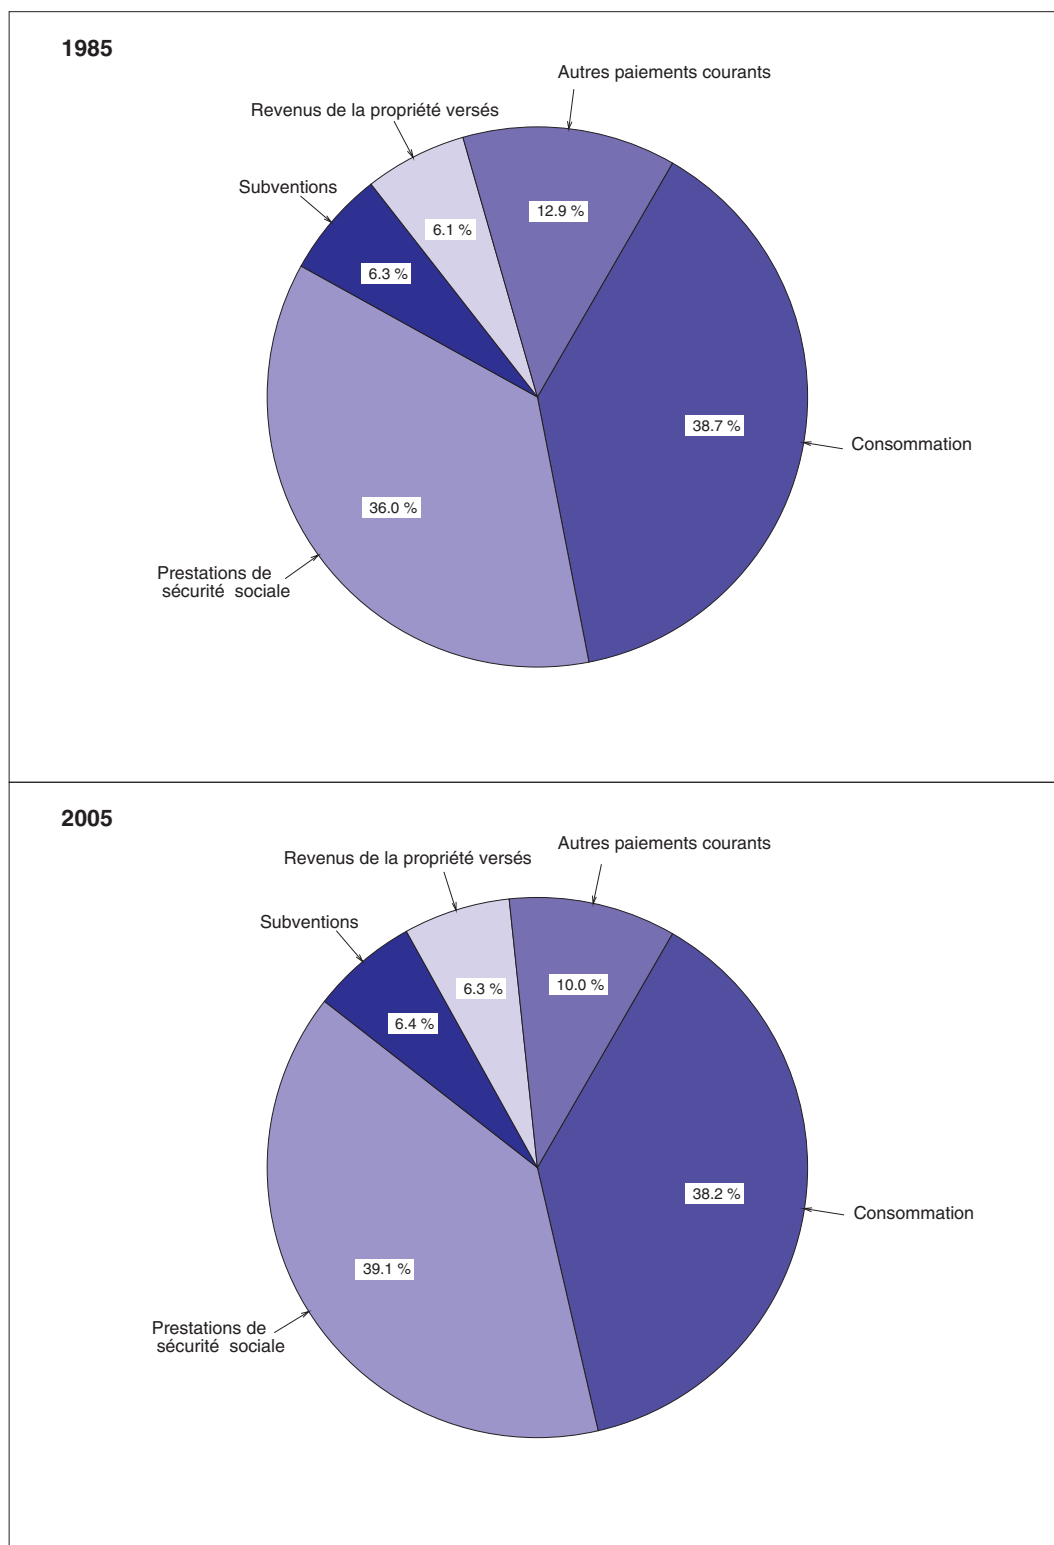 1985
Autres paiements courants
Revenus de la propriété versés
Subventions
12.9 %
6.1 %
6.3 %
38.7 %
Consommation
36.0 %
Prestations de
sécurité sociale
2005
Autres paiements courants
Revenus de la propriété versés
Subventions
10.0 %
6.3 %
6.4 %
38.2 %
Consommation
39.1 %
Prestations de
sécurité sociale